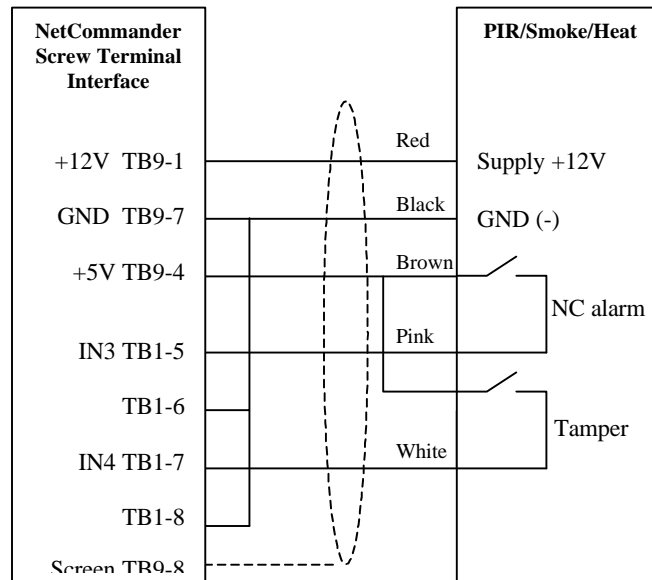 NetCommander
Screw Terminal
Interface
PIR/Smoke/Heat
+12V TB9-1
Red
Supply +12V
GND TB9-7
Black
GND (-)
+5V TB9-4
Brown
NC alarm
IN3 TB1-5
Pink
TB1-6
Tamper
IN4 TB1-7
White
TB1-8
Screen TB9-8